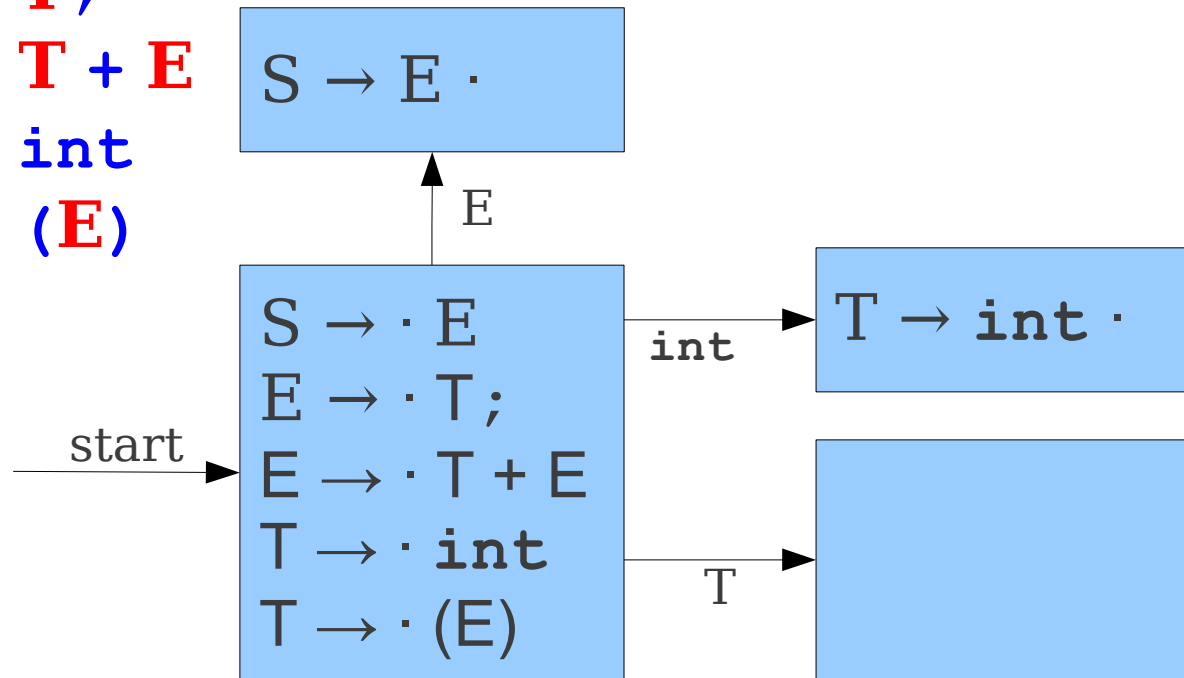 T;
T + E
int
(E)
S → E ·
E
S → · E
E → · T;
E → · T + E
T → · int
T → · (E)
start
int
T → int ·
T